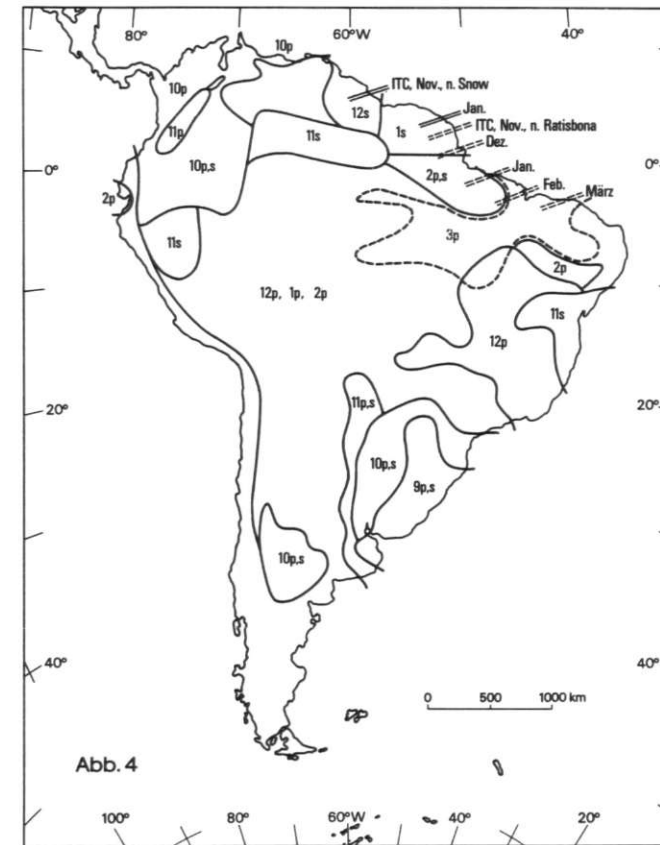 80° 60°W 40°
10p
10p
ITC, Nov., n. Snow
12s
Jan.
11p
11s
1s
ITC, Nov., n. Ratisbona
Dez.
10p,s
0°
2p,s
Jan.
0°
Feb.
2p
März
11s
3p
2p
12p, 1p, 2p
11s
12p
20°
11p,s
20°
10p,s
9p,s
10p,s
40°
40°
0 500 1000 km
Abb. 4
100° 80° 60°W 40° 20°